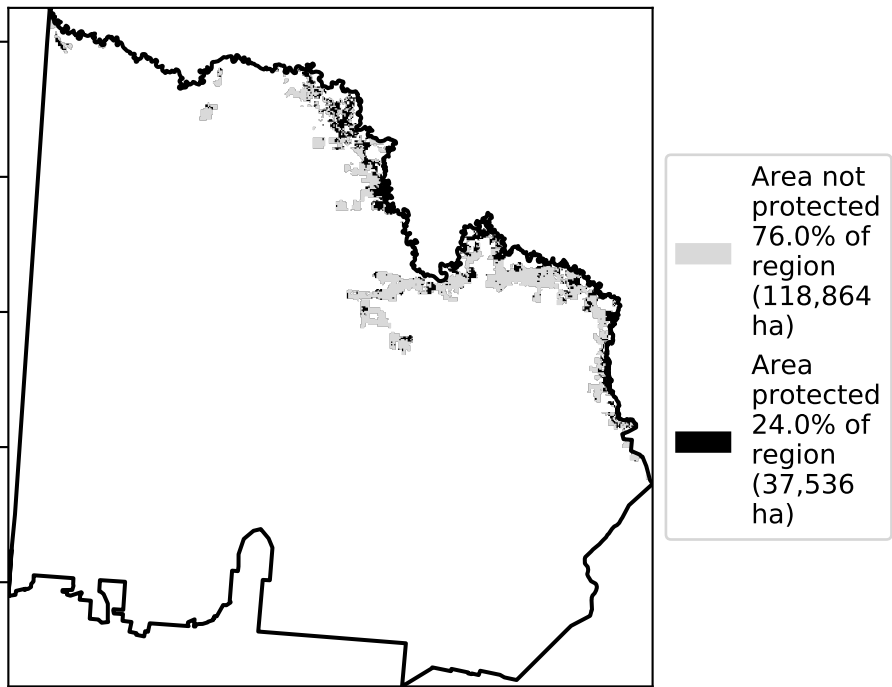 Area not
protected
76.0% of
region
(118,864
ha)
Area
protected
24.0% of
region
(37,536
ha)